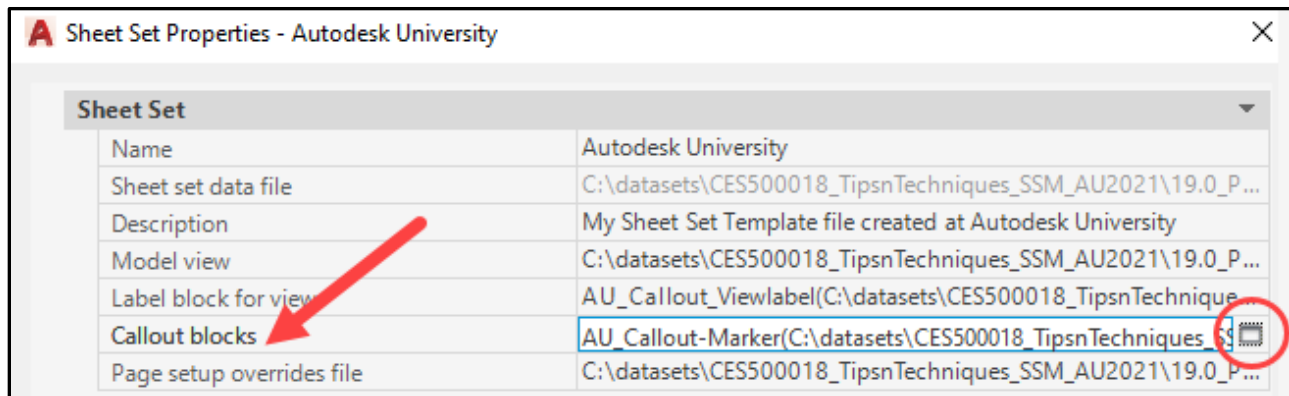 Sheet Set Properties - Autodesk University
Sheet Set
Name Autodesk University
Sheet set data file C:\datasets\CES500018_TipsnTechniques_SSM_AU2021\19.0_P...
Description My Sheet Set Template file created at Autodesk University
Model view C:\datasets\CES500018_TipsnTechniques_SSM_AU2021\19.0_P...
Label block for view AU_Callout_Viewlabel(C:\datasets\CES500018_TipsnTechnique...
Callout blocks AU_Callout-Marker(C:\datasets\CES500018_TipsnTechniques_SS
Page setup overrides file C:\datasets\CES500018_TipsnTechniques_SSM_AU2021\19.0_P...